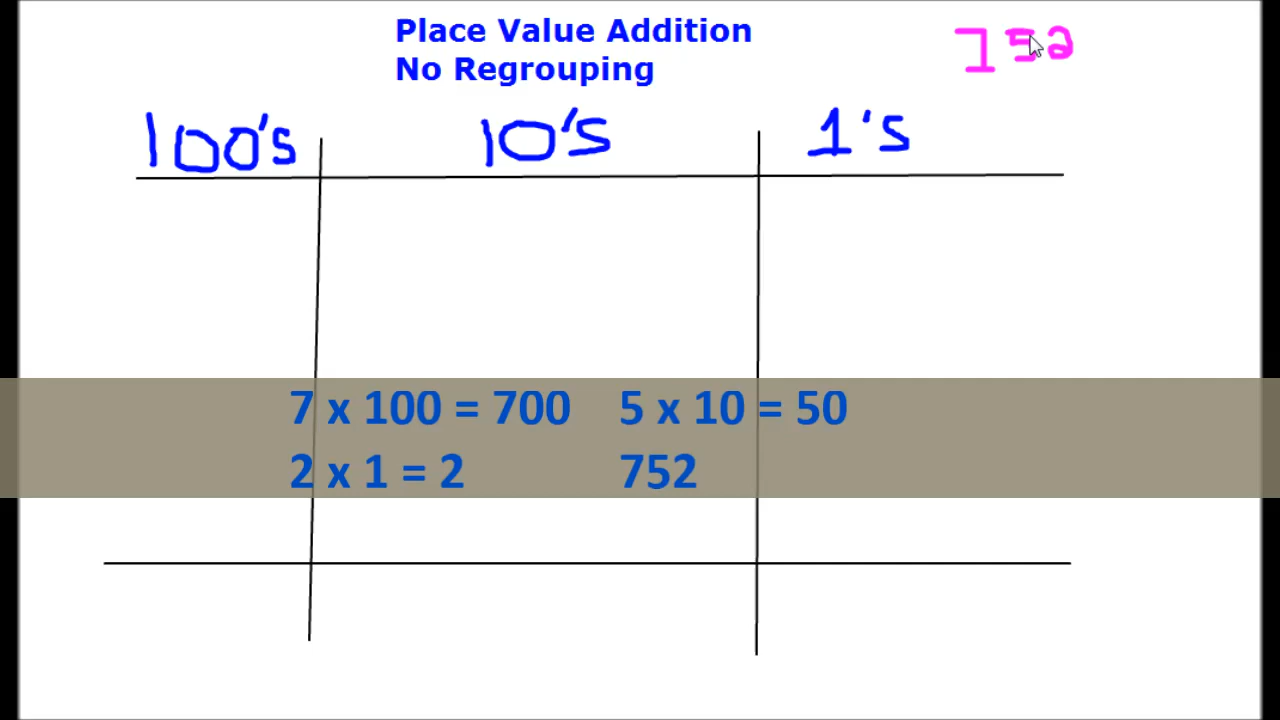 Place Value Addition
No Regrouping
752
100's 10's 1's
7 x 100 = 700 5 x 10 = 50
2 x 1 = 2 752